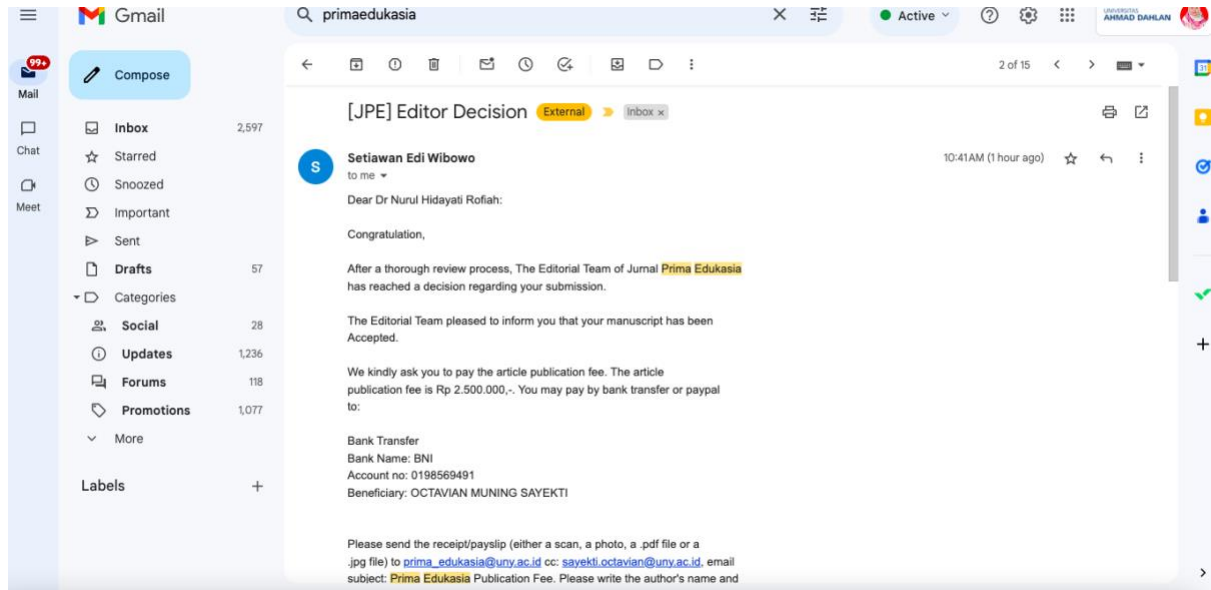 Gmail
primaedukasia
Active
UNIVERSITAS
AHMAD DAHLAN
99+
Mail
Chat
Meet
Compose
Inbox 2,597
Starred
Snoozed
Important
Sent
Drafts 57
Categories
Social 28
Updates 1,236
Forums 118
Promotions 1,077
More
Labels
2 of 15
31
[JPE] Editor Decision External Inbox x
S
Setiawan Edi Wibowo 10:41 AM (1 hour ago)
to me
Dear Dr Nurul Hidayati Rofiah:
Congratulation,
After a thorough review process, The Editorial Team of Jurnal Prima Edukasia
has reached a decision regarding your submission.
The Editorial Team pleased to inform you that your manuscript has been
Accepted.
We kindly ask you to pay the article publication fee. The article
publication fee is Rp 2.500.000,-. You may pay by bank transfer or paypal
to:
Bank Transfer
Bank Name: BNI
Account no: 0198569491
Beneficiary: OCTAVIAN MUNING SAYEKTI
Please send the receipt/payslip (either a scan, a photo, a .pdf file or a
.jpg file) to prima_edukasia@uny.ac.id cc: sayekti.octavian@uny.ac.id, email
subject: Prima Edukasia Publication Fee. Please write the author's name and